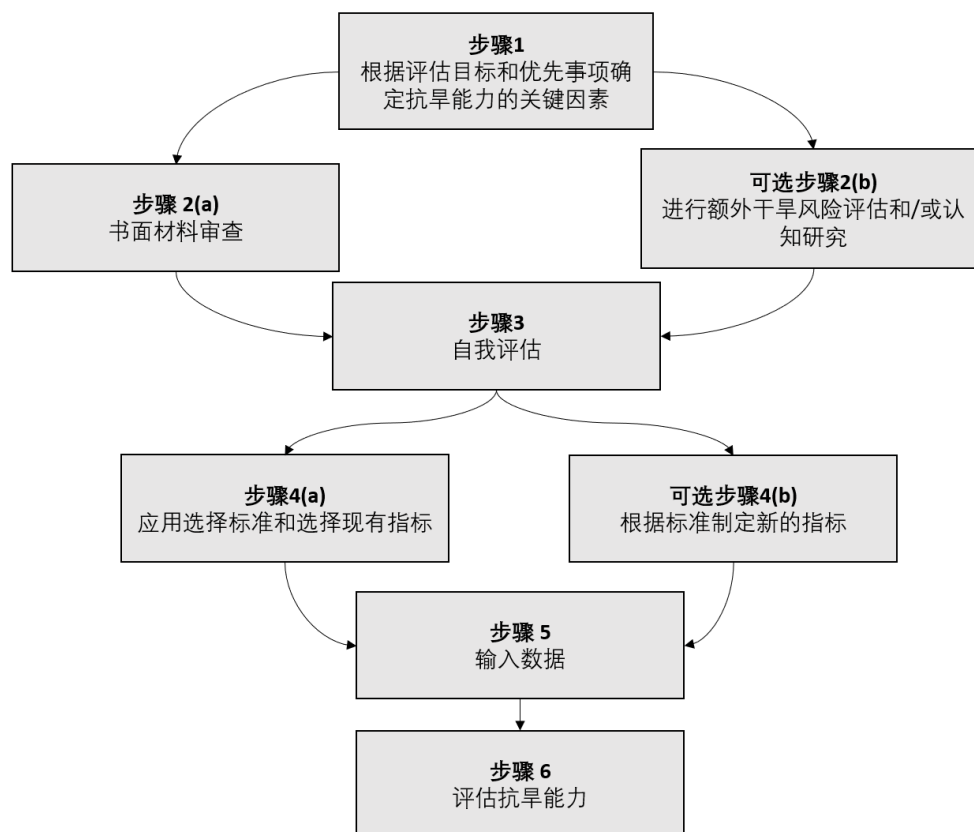 步骤1
根据评估目标和优先事项确
定抗旱能力的关键因素
步骤 2(a)
书面材料审查
可选步骤2(b)
进行额外干旱风险评估和/或认
知研究
步骤3
自我评估
步骤4(a)
应用选择标准和选择现有指标
可选步骤4(b)
根据标准制定新的指标
步骤 5
输入数据
步骤 6
评估抗旱能力